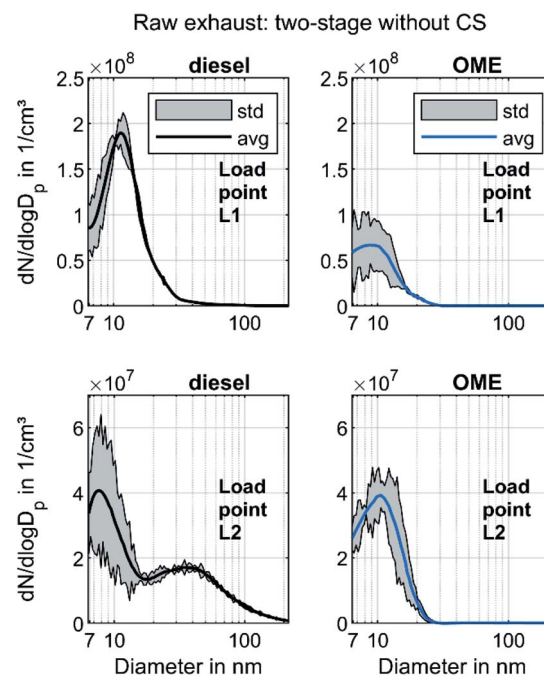 Raw exhaust: two-stage without CS
diesel
OME
×10⁸
×10⁸
dN/dlogDₚ in 1/cm³
2.5
2
1.5
1
0.5
0
2.5
2
1.5
1
0.5
0
std
avg
std
avg
Load
point
L1
Load
point
L1
7 10 100
7 10 100
diesel
OME
×10⁷
×10⁷
dN/dlogDₚ in 1/cm³
6
4
2
0
6
4
2
0
Load
point
L2
Load
point
L2
7 10 100
7 10 100
Diameter in nm
Diameter in nm